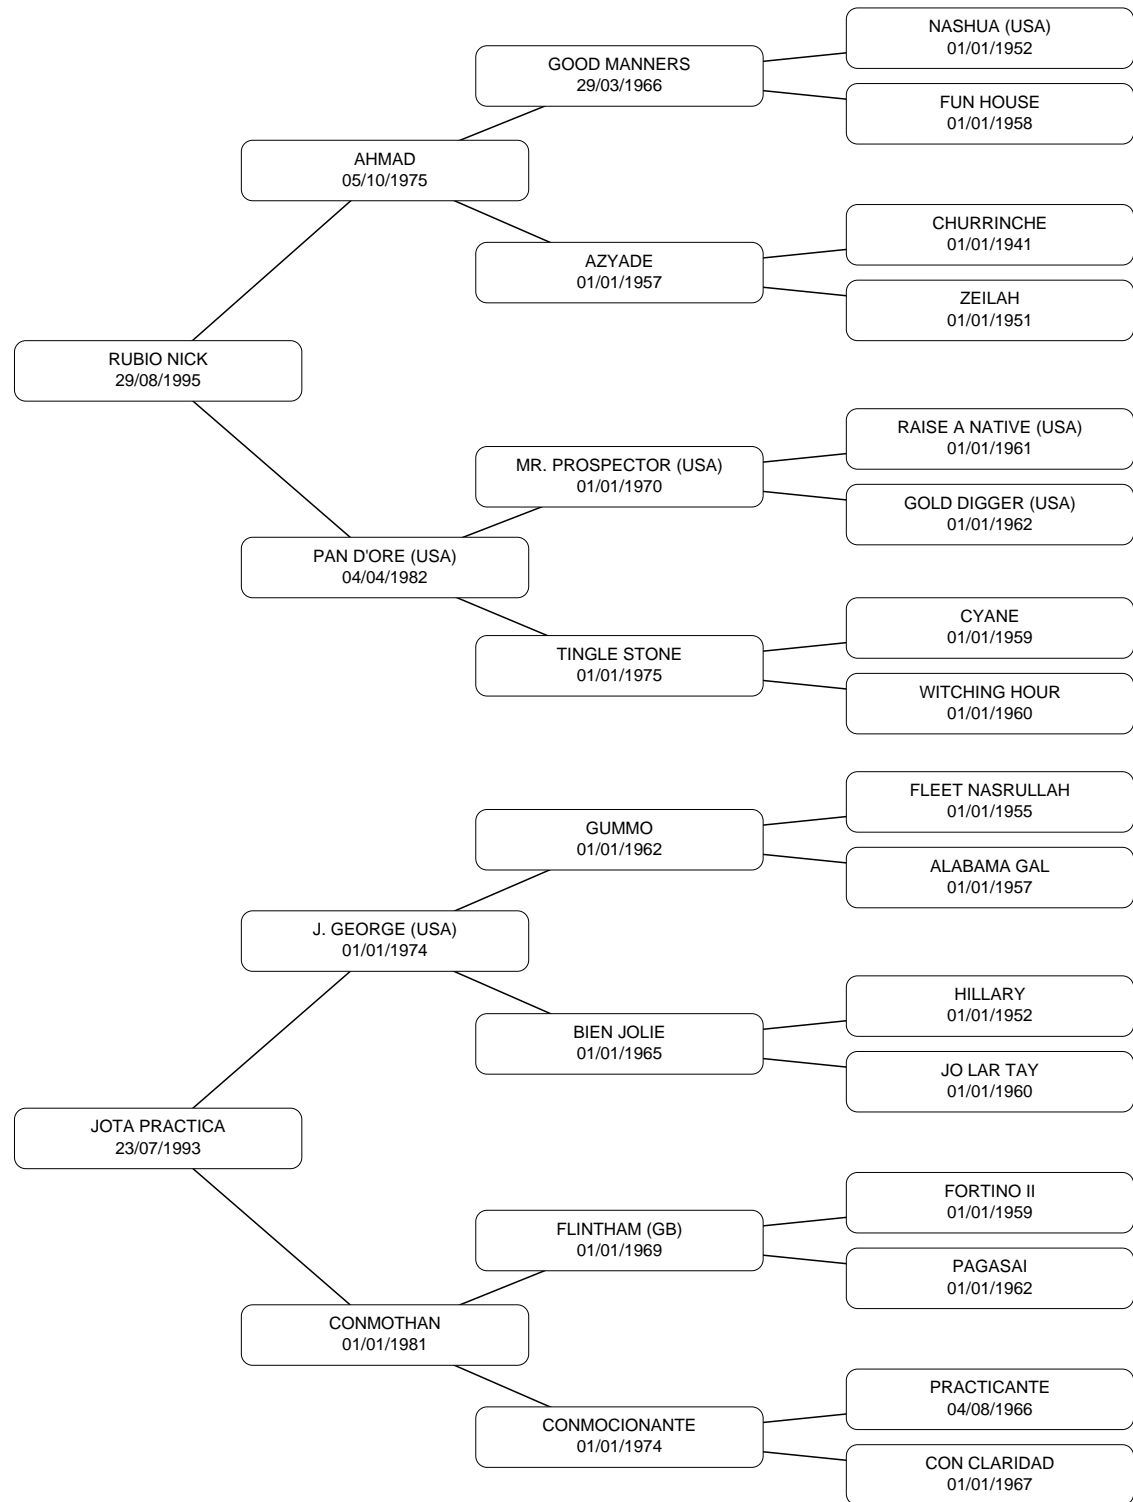 NASHUA (USA)
01/01/1952
GOOD MANNERS
29/03/1966
FUN HOUSE
01/01/1958
AHMAD
05/10/1975
CHURRINCHE
01/01/1941
AZYADE
01/01/1957
ZEILAH
01/01/1951
RUBIO NICK
29/08/1995
RAISE A NATIVE (USA)
01/01/1961
MR. PROSPECTOR (USA)
01/01/1970
GOLD DIGGER (USA)
01/01/1962
PAN D'ORE (USA)
04/04/1982
CYANE
01/01/1959
TINGLE STONE
01/01/1975
WITCHING HOUR
01/01/1960
FLEET NASRULLAH
01/01/1955
GUMMO
01/01/1962
ALABAMA GAL
01/01/1957
J. GEORGE (USA)
01/01/1974
HILLARY
01/01/1952
BIEN JOLIE
01/01/1965
JO LAR TAY
01/01/1960
JOTA PRACTICA
23/07/1993
FORTINO II
01/01/1959
FLINTHAM (GB)
01/01/1969
PAGASAI
01/01/1962
CONMOTHAN
01/01/1981
PRACTICANTE
04/08/1966
CONMOCIONANTE
01/01/1974
CON CLARIDAD
01/01/1967